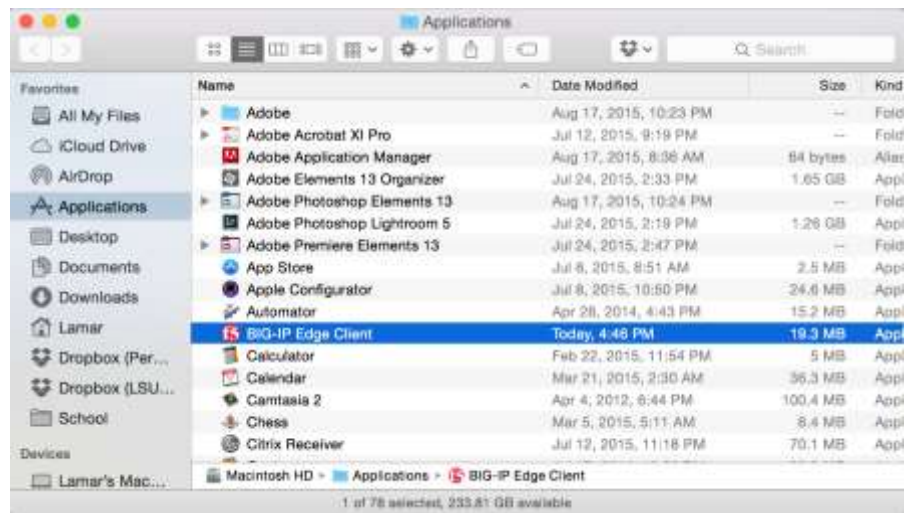 Applications
Search
Favorites
All My Files
iCloud Drive
AirDrop
Applications
Desktop
Documents
Downloads
Lamar
Dropbox (Per...
Dropbox (LSU...
School
Devices
Lamar's Mac...
Name Date Modified Size Kind
Adobe Aug 17, 2015, 10:23 PM -- Fold
Adobe Acrobat XI Pro Jul 12, 2015, 9:19 PM -- Fold
Adobe Application Manager Aug 17, 2015, 8:36 AM 64 bytes Alias
Adobe Elements 13 Organizer Jul 24, 2015, 2:33 PM 1.65 GB Appl
Adobe Photoshop Elements 13 Aug 17, 2015, 10:24 PM -- Fold
Adobe Photoshop Lightroom 5 Jul 24, 2015, 2:19 PM 1.26 GB Appl
Adobe Premiere Elements 13 Jul 24, 2015, 2:47 PM -- Fold
App Store Jul 8, 2015, 8:51 AM 2.5 MB Appl
Apple Configurator Jul 8, 2015, 10:50 PM 24.6 MB Appl
Automator Apr 28, 2014, 4:43 PM 15.2 MB Appl
BIG-IP Edge Client Today, 4:46 PM 19.3 MB Appl
Calculator Feb 22, 2015, 11:54 PM 5 MB Appl
Calendar Mar 21, 2015, 2:30 AM 36.3 MB Appl
Camtasia 2 Apr 4, 2012, 6:44 PM 100.4 MB Appl
Chess Mar 5, 2015, 5:11 AM 8.4 MB Appl
Citrix Receiver Jul 12, 2015, 11:18 PM 70.1 MB Appl
Macintosh HD Applications BIG-IP Edge Client
1 of 78 selected, 233.81 GB available